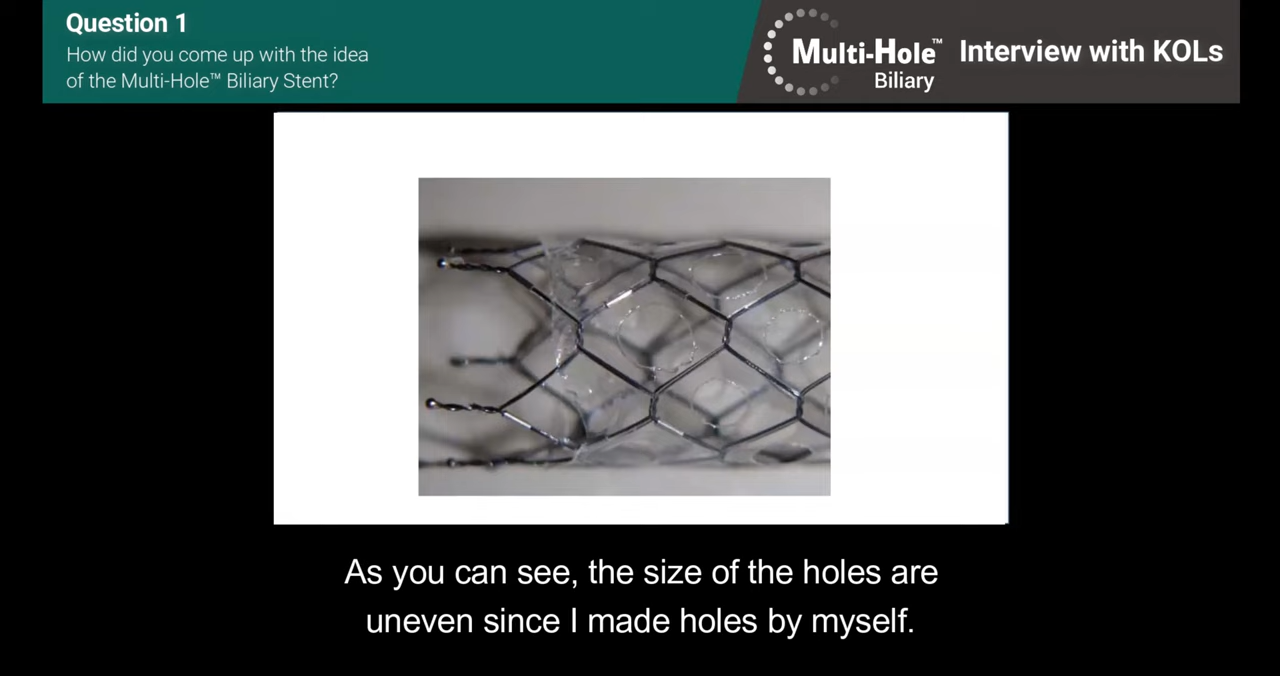 Question 1
How did you come up with the idea
of the Multi-Hole™ Biliary Stent?
Multi-Hole™
Biliary
Interview with KOLs
As you can see, the size of the holes are
uneven since I made holes by myself.